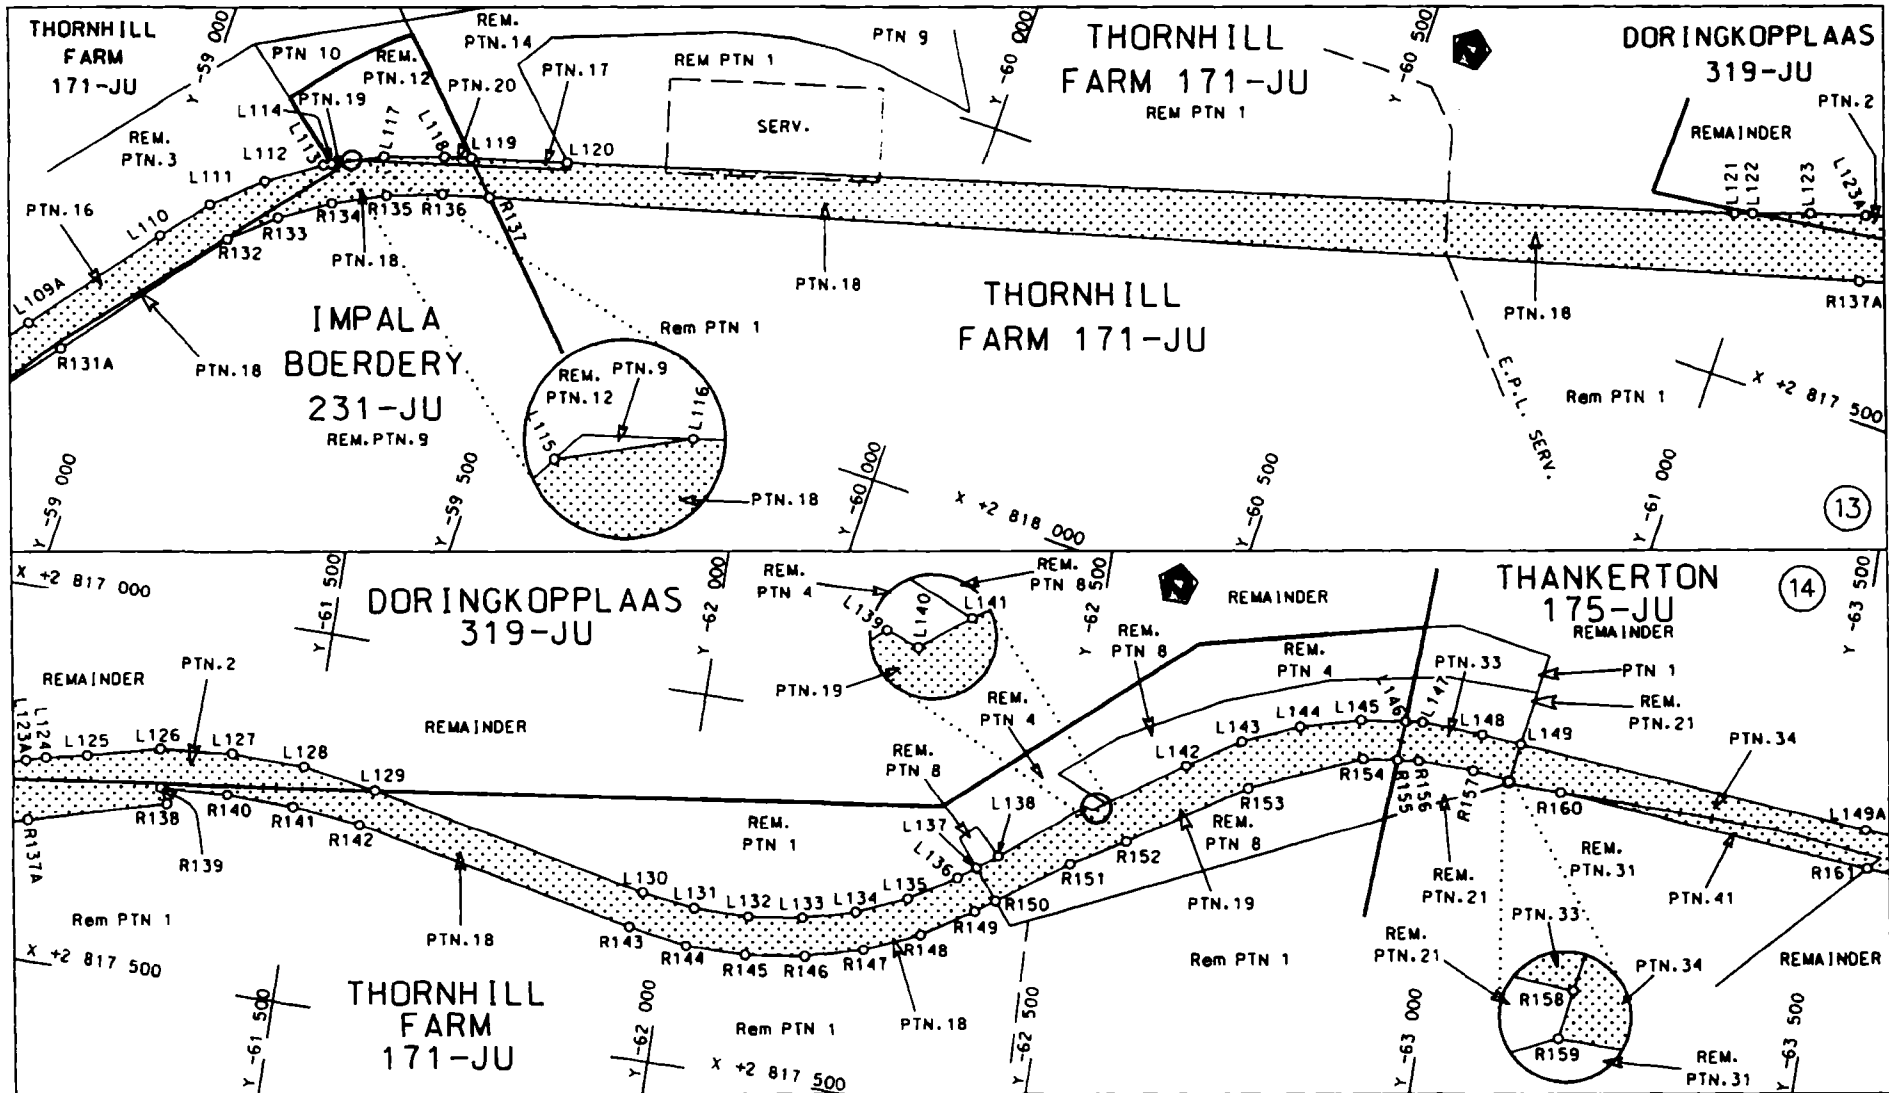 THORNHILL
FARM
171-JU
Y -59 000
PTN 10
REM.
PTN.12
REM.
PTN.14
PTN.17
REM PTN 1
PTN 9
Y -60 000
THORNHILL
FARM 171-JU
REM PTN 1
Y -60 500
DORINGKOPPLAAS
319-JU
PTN.2
REMAINDER
L114
PTN.19
L117
PTN.20
SERV.
REM.
PTN.3
L112
L113
L118
L119
L120
L121
L122
L123
L123A
L111
PTN.16
L110
R132
R133
R134
R135
R136
R137
L109A
PTN.18
PTN.18
PTN.18
PTN.18
R137A
R131A
IMPALA
BOERDERY
231-JU
REM.PTN.9
Rem PTN 1
THORNHILL
FARM 171-JU
REM.
PTN.12
PTN.9
L116
L115
PTN.18
E.P.L. SERV.
Rem PTN 1
X +2 817 500
Y -59 000
Y -59 500
Y -60 000
X +2 818 000
Y -60 500
Y -61 000
13
X +2 817 000
Y -61 500
DORINGKOPPLAAS
319-JU
Y -62 000
REM.
PTN 4
REM.
PTN 8
L139
L140
L141
PTN.19
Y -62 500
REMAINDER
THANKERTON
175-JU
14
REMAINDER
Y -63 500
REMAINDER
PTN.2
REMAINDER
REM.
PTN 8
REM.
PTN 4
PTN.33
PTN 1
REM.
PTN.21
REM.
PTN 4
L123A
L124
L125
L126
L127
L128
L129
REM.
PTN 8
L142
L143
L144
L145
L146
L147
L148
L149
PTN.34
L149A
R137A
R138
R139
R140
R141
R142
REM.
PTN 1
L137
L138
L136
R152
R153
R154
R155
R156
R157
R160
R161
REM.
PTN 8
PTN.19
REM.
PTN.21
REM.
PTN.31
PTN.41
L130
L131
L132
L133
L134
L135
R150
R151
Rem PTN 1
PTN.18
R143
R144
R145
R146
R147
R148
R149
PTN.18
Rem PTN 1
X +2 817 500
THORNHILL
FARM
171-JU
Y -61 500
Y -62 000
Rem PTN 1
X +2 817 500
Y -62 500
Y -63 000
REM.
PTN.21
PTN.33
PTN.34
R158
R159
REM.
PTN.31
REMAINDER
Y -63 500